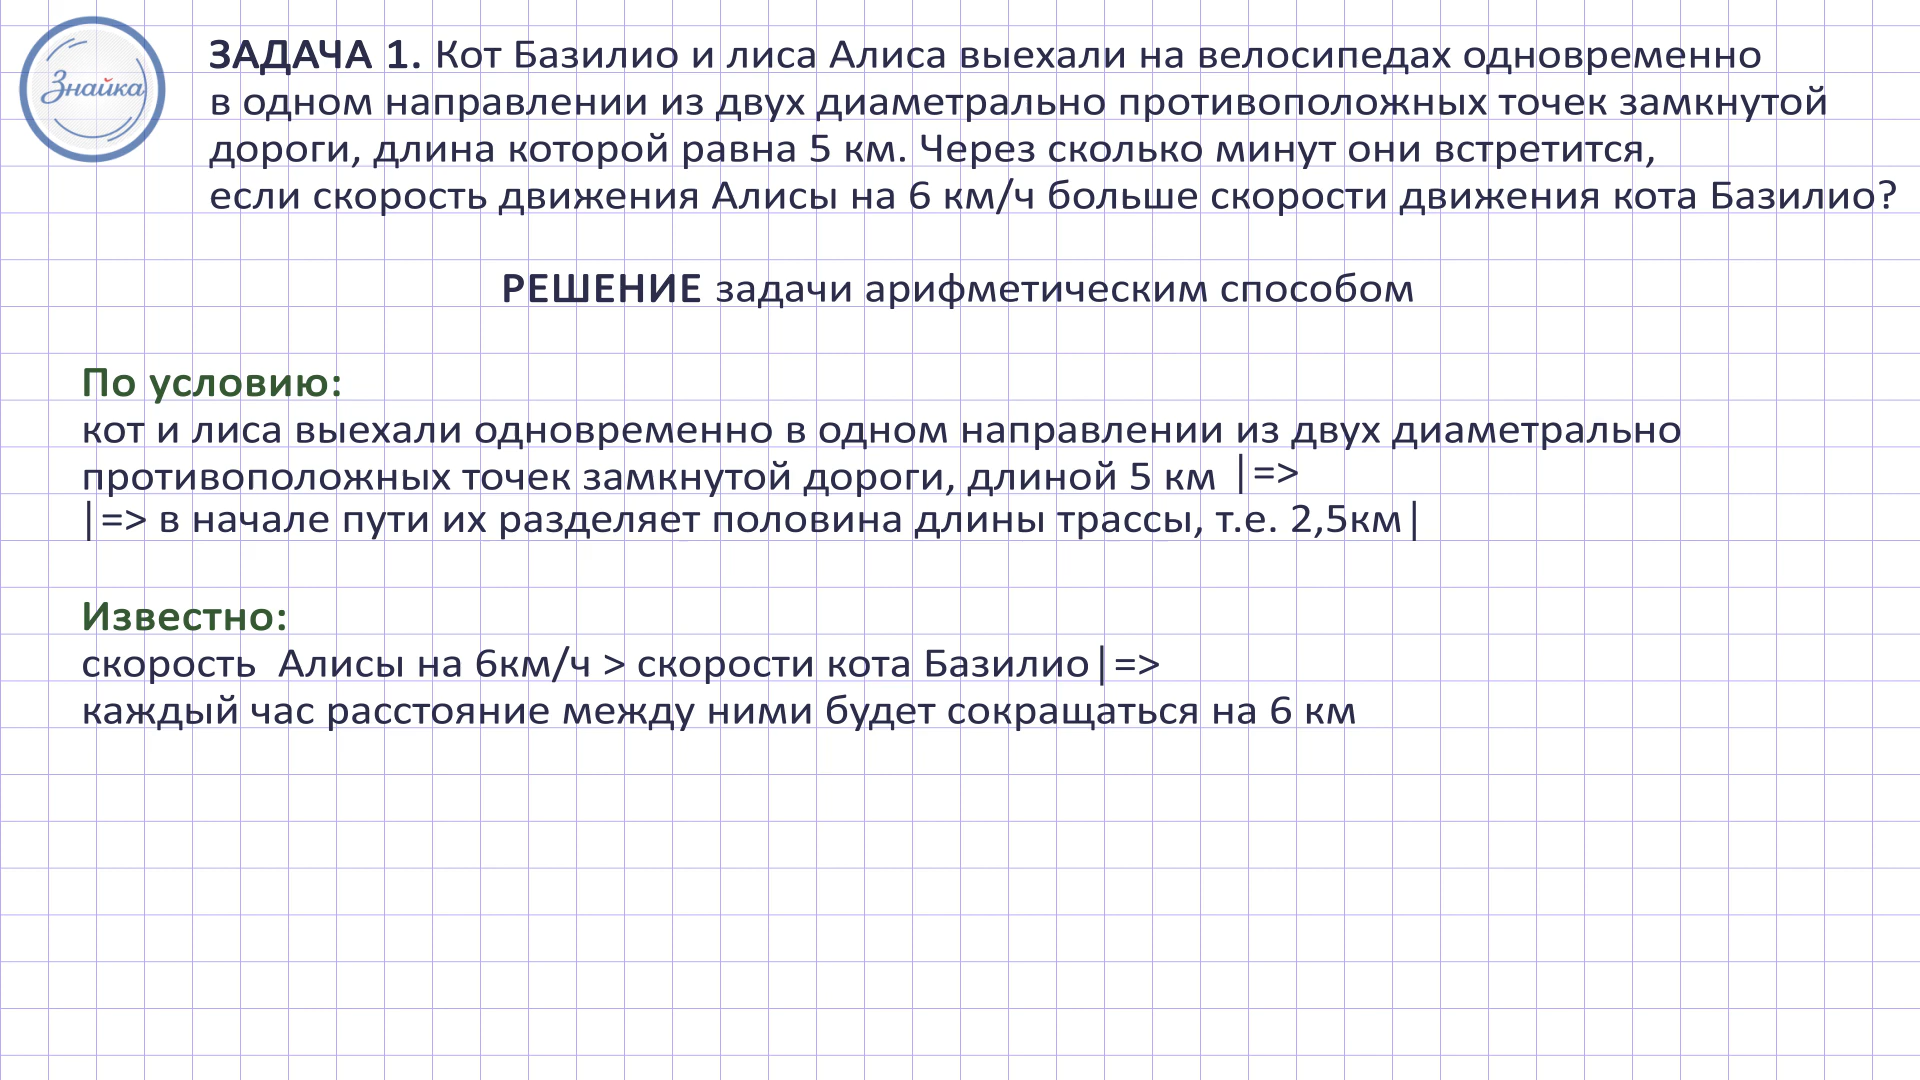 Знайка
ЗАДАЧА 1. Кот Базилио и лиса Алиса выехали на велосипедах одновременно
в одном направлении из двух диаметрально противоположных точек замкнутой
дороги, длина которой равна 5 км. Через сколько минут они встретится,
если скорость движения Алисы на 6 км/ч больше скорости движения кота Базилио?
РЕШЕНИЕ задачи арифметическим способом
По условию:
кот и лиса выехали одновременно в одном направлении из двух диаметрально
противоположных точек замкнутой дороги, длиной 5 км |=>
|=> в начале пути их разделяет половина длины трассы, т.е. 2,5км|
Известно:
скорость  Алисы на 6км/ч > скорости кота Базилио|=>
каждый час расстояние между ними будет сокращаться на 6 км